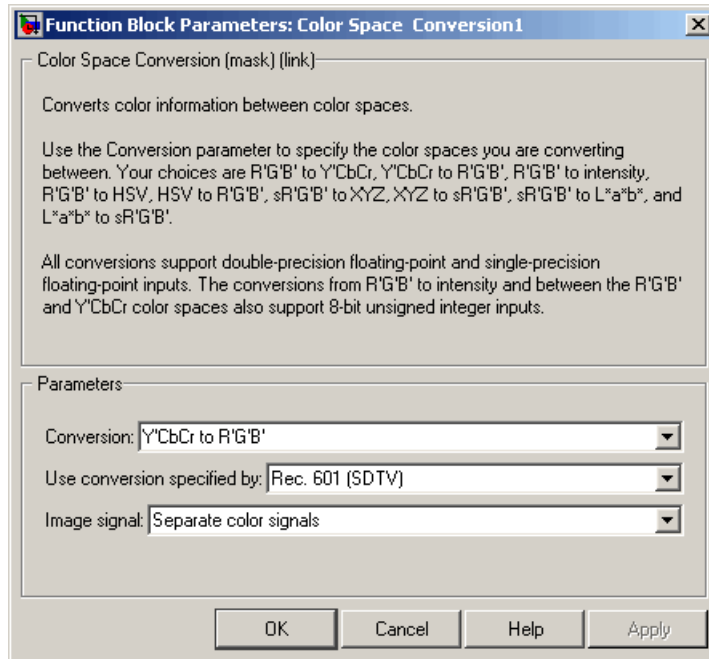 Function Block Parameters: Color Space Conversion1
Color Space Conversion (mask) (link)
Converts color information between color spaces.
Use the Conversion parameter to specify the color spaces you are converting
between. Your choices are R'G'B' to Y'CbCr, Y'CbCr to R'G'B', R'G'B' to intensity,
R'G'B' to HSV, HSV to R'G'B', sR'G'B' to XYZ, XYZ to sR'G'B', sR'G'B' to L*a*b*, and
L*a*b* to sR'G'B'.
All conversions support double-precision floating-point and single-precision
floating-point inputs. The conversions from R'G'B' to intensity and between the R'G'B'
and Y'CbCr color spaces also support 8-bit unsigned integer inputs.
Parameters
Conversion: Y'CbCr to R'G'B'
Use conversion specified by: Rec. 601 (SDTV)
Image signal: Separate color signals
OK Cancel Help Apply